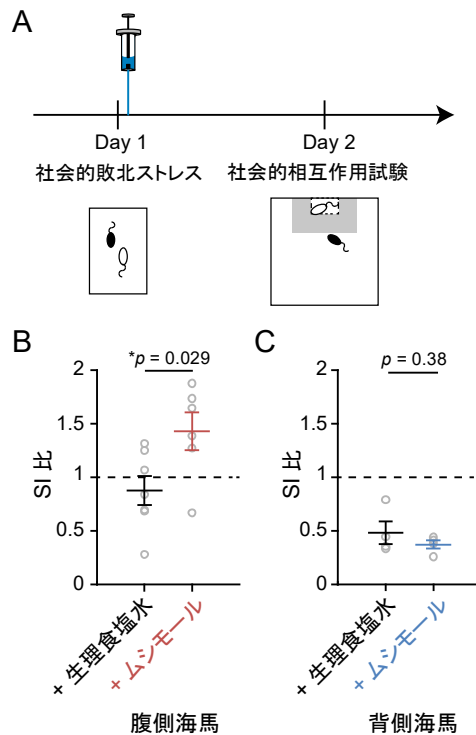 A
Day 1
Day 2
社会的敗北ストレス
社会的相互作用試験
B
*p = 0.029
2
1.5
1
0.5
0
SI 比
+ 生理食塩水
+ ムシモール
腹側海馬
C
p = 0.38
2
1.5
1
0.5
0
SI 比
+ 生理食塩水
+ ムシモール
背側海馬